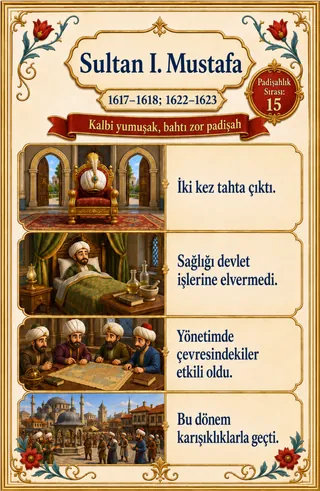 Sultan I. Mustafa
1617–1618; 1622–1623
Padişahlık
Sırası:
15
Kalbi yumuşak, bahtı zor padişah
İki kez tahta çıktı.
Sağlığı devlet
işlerine elvermedi.
Yönetimde
çevresindekiler
etkili oldu.
Bu dönem
karışıklıklarla geçti.